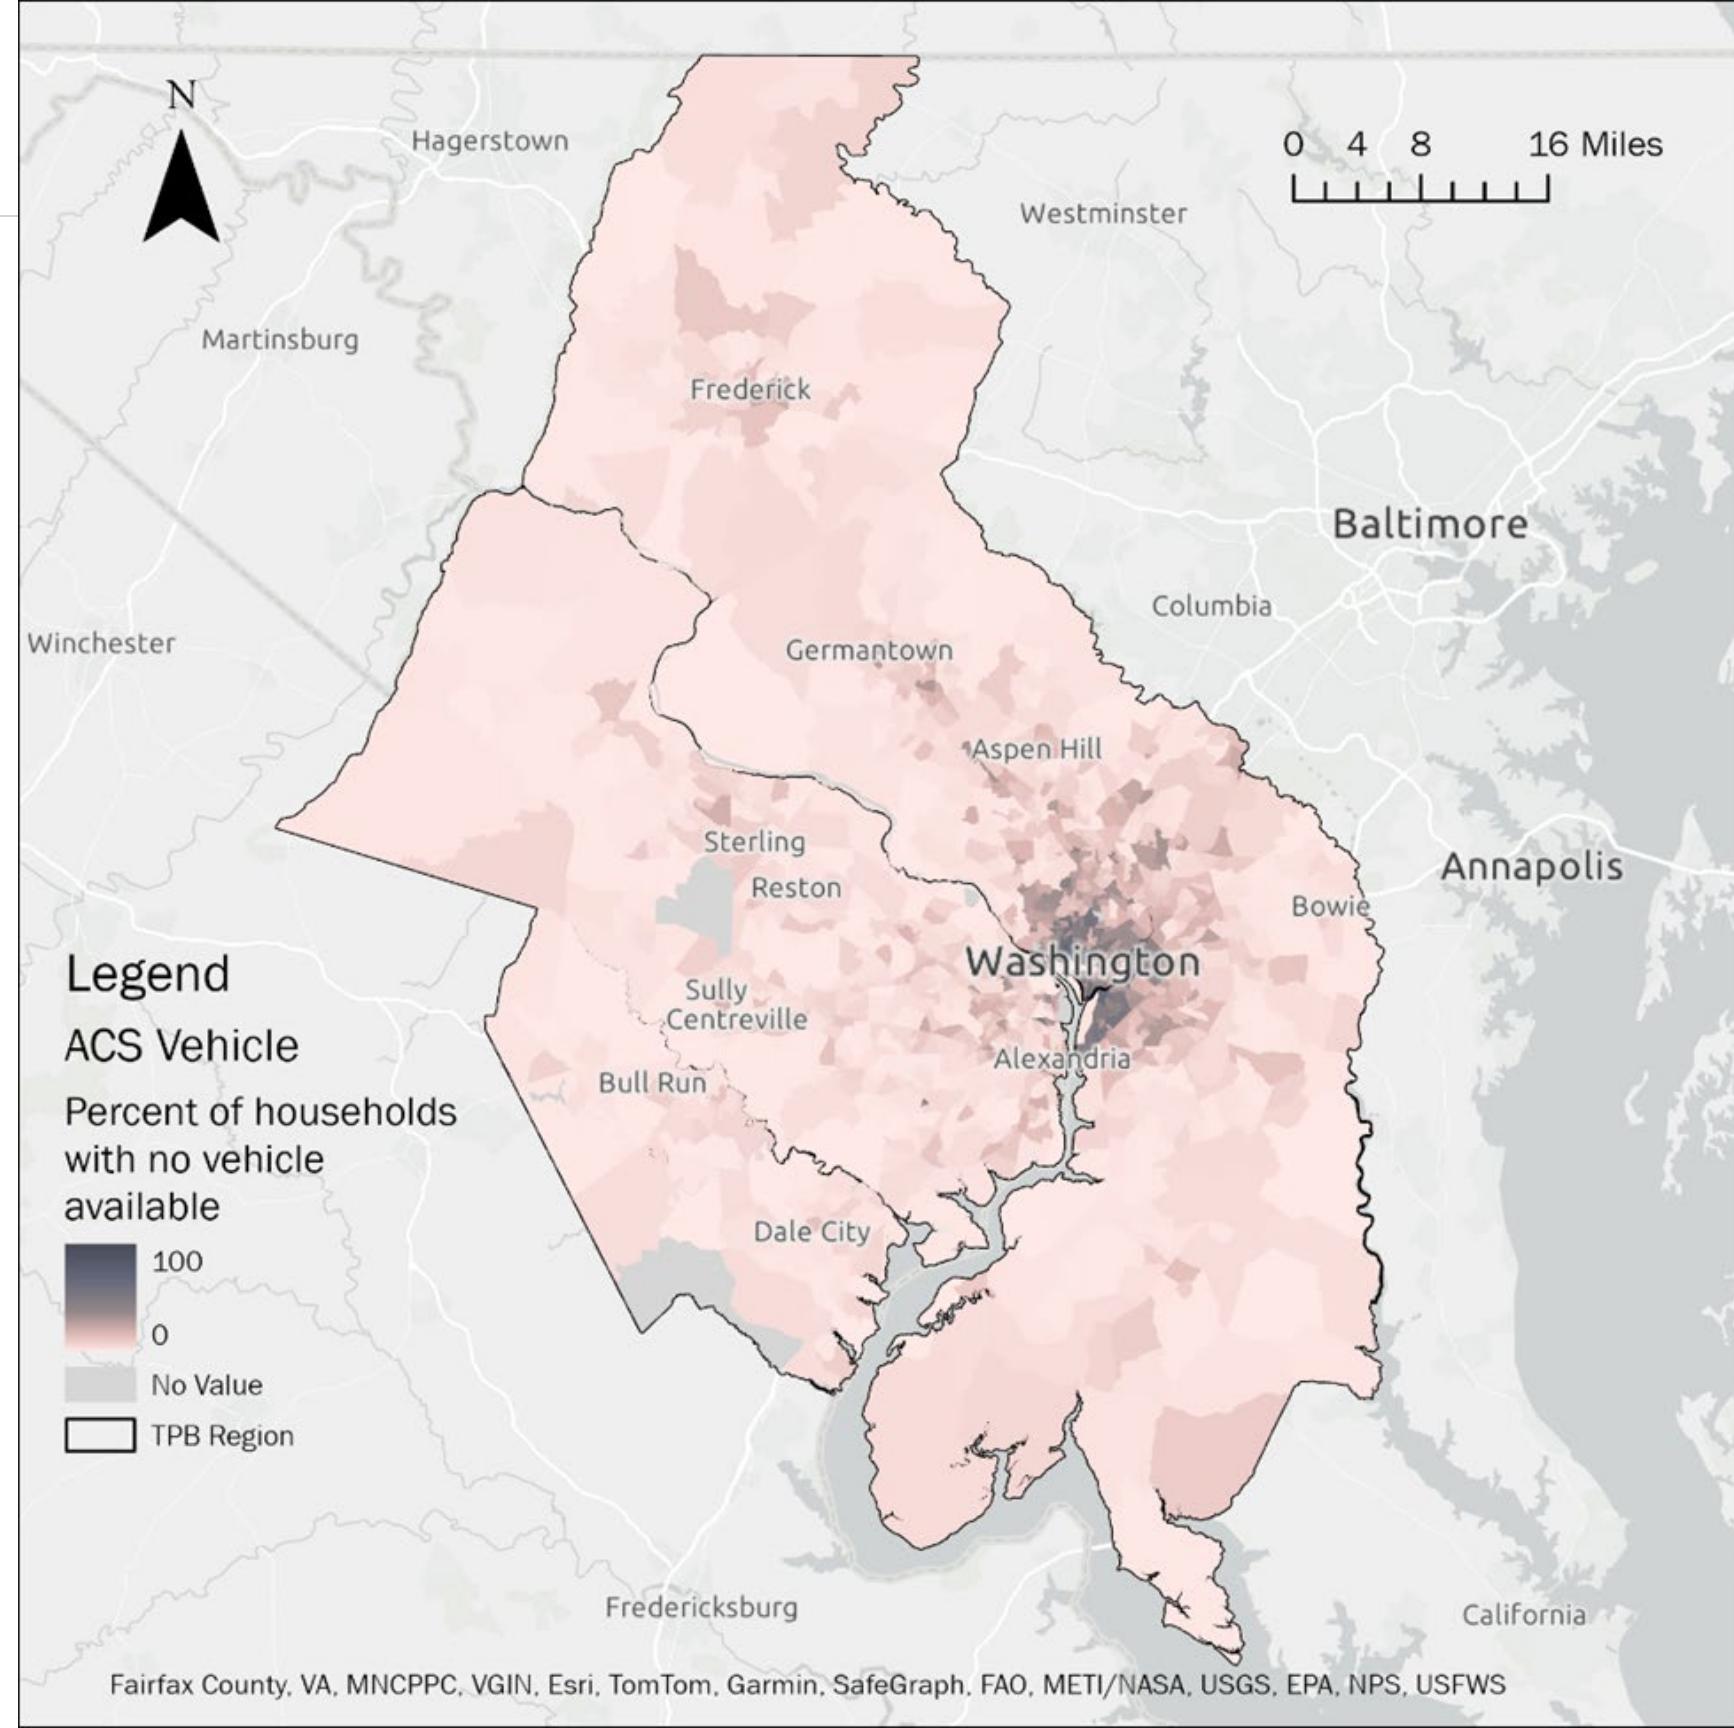 N
Hagerstown
0 4 8 16 Miles
Westminster
Martinsburg
Frederick
Baltimore
Columbia
Winchester
Germantown
Aspen Hill
Sterling
Annapolis
Reston
Bowie
Washington
Sully
Centreville
Alexandria
Bull Run
Dale City
Legend
ACS Vehicle
Percent of households
with no vehicle
available
100
0
No Value
TPB Region
Fredericksburg
California
Fairfax County, VA, MNCPPC, VGIN, Esri, TomTom, Garmin, SafeGraph, FAO, METI/NASA, USGS, EPA, NPS, USFWS